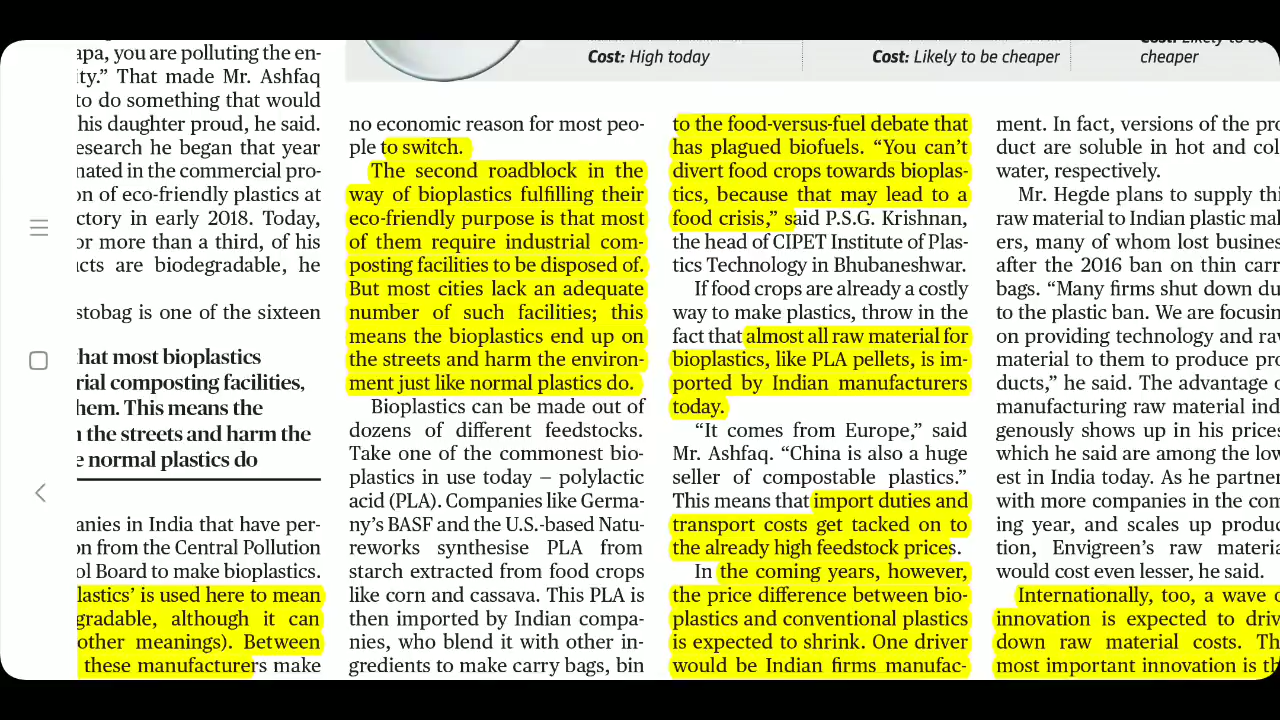 apa, you are polluting the en-
ity.” That made Mr. Ashfaq
to do something that would
his daughter proud, he said.
esearch he began that year
nated in the commercial pro-
on of eco-friendly plastics at
ctory in early 2018. Today,
or more than a third, of his
cts are biodegradable, he
stobag is one of the sixteen
hat most bioplastics
rial composting facilities,
hem. This means the
the streets and harm the
e normal plastics do
anies in India that have per-
on from the Central Pollution
ol Board to make bioplastics.
lastics’ is used here to mean
gradable, although it can
other meanings). Between
these manufacturers make
Cost: High today
Cost: Likely to be cheaper
Cost: Likely to be
cheaper
no economic reason for most peo-
ple to switch.
The second roadblock in the
way of bioplastics fulfilling their
eco-friendly purpose is that most
of them require industrial com-
posting facilities to be disposed of.
But most cities lack an adequate
number of such facilities; this
means the bioplastics end up on
the streets and harm the environ-
ment just like normal plastics do.
Bioplastics can be made out of
dozens of different feedstocks.
Take one of the commonest bio-
plastics in use today – polylactic
acid (PLA). Companies like Germa-
ny’s BASF and the U.S.-based Natu-
reworks synthesise PLA from
starch extracted from food crops
like corn and cassava. This PLA is
then imported by Indian compa-
nies, who blend it with other in-
gredients to make carry bags, bin
to the food-versus-fuel debate that
has plagued biofuels. “You can’t
divert food crops towards bioplas-
tics, because that may lead to a
food crisis,” said P.S.G. Krishnan,
the head of CIPET Institute of Plas-
tics Technology in Bhubaneshwar.
If food crops are already a costly
way to make plastics, throw in the
fact that almost all raw material for
bioplastics, like PLA pellets, is im-
ported by Indian manufacturers
today.
“It comes from Europe,” said
Mr. Ashfaq. “China is also a huge
seller of compostable plastics.”
This means that import duties and
transport costs get tacked on to
the already high feedstock prices.
In the coming years, however,
the price difference between bio-
plastics and conventional plastics
is expected to shrink. One driver
would be Indian firms manufac-
ment. In fact, versions of the pro
duct are soluble in hot and col
water, respectively.
Mr. Hegde plans to supply thi
raw material to Indian plastic mak
ers, many of whom lost busines
after the 2016 ban on thin carr
bags. “Many firms shut down du
to the plastic ban. We are focusin
on providing technology and raw
material to them to produce pro
ducts,” he said. The advantage o
manufacturing raw material indi
genously shows up in his prices
which he said are among the low
est in India today. As he partner
with more companies in the com
ing year, and scales up produc
tion, Envigreen’s raw materia
would cost even lesser, he said.
Internationally, too, a wave o
innovation is expected to driv
down raw material costs. Th
most important innovation is th